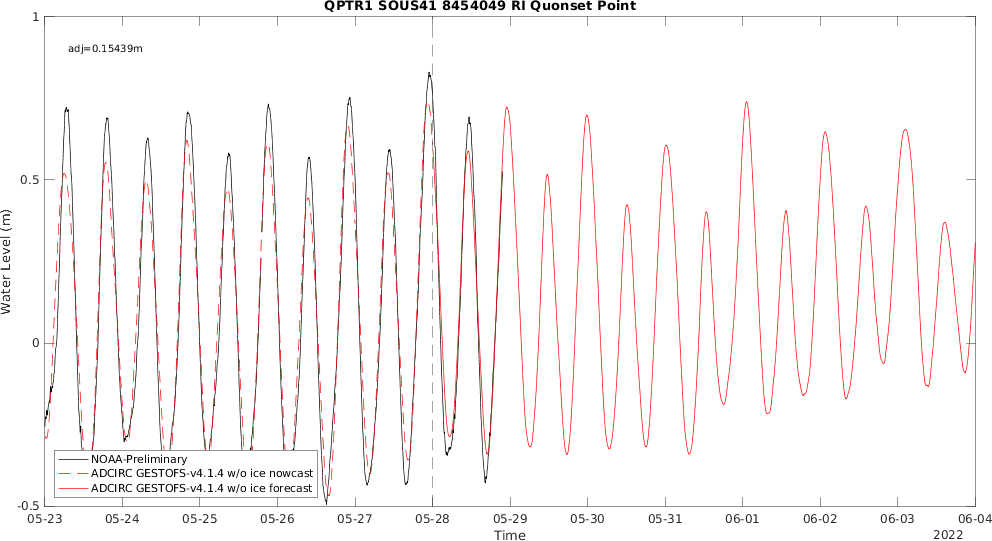 QPTR1 SOUS41 8454049 RI Quonset Point
adj=0.15439m
1
0.5
0
-0.5
Water Level (m)
NOAA-Preliminary
ADCIRC GESTOFS-v4.1.4 w/o ice nowcast
ADCIRC GESTOFS-v4.1.4 w/o ice forecast
05-23 05-24 05-25 05-26 05-27 05-28 05-29 05-30 05-31 06-01 06-02 06-03 06-04
Time
2022